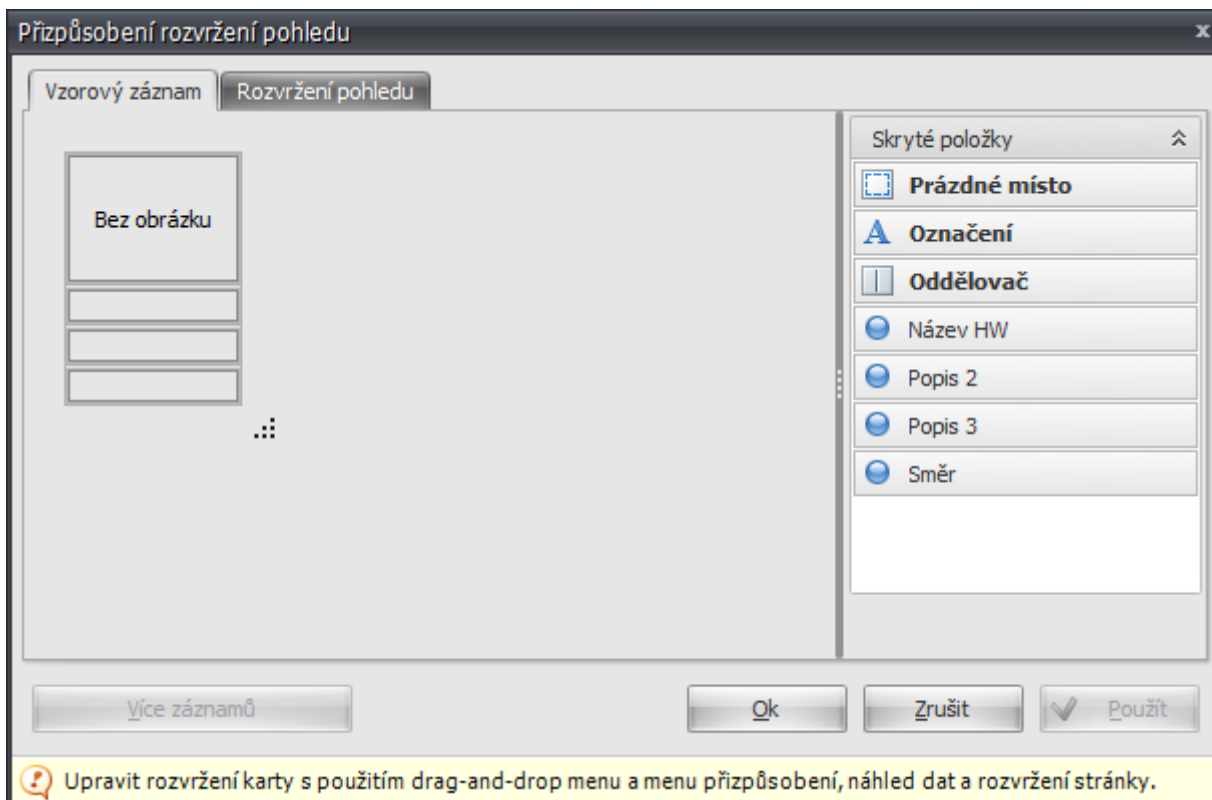 Přizpůsobení rozvržení pohledu
Vzorový záznam
Rozvržení pohledu
Bez obrázku
Skryté položky
Prázdné místo
Označení
Oddělovač
Název HW
Popis 2
Popis 3
Směr
Více záznamů
Ok
Zrušit
Použít
Upravit rozvržení karty s použitím drag-and-drop menu a menu přizpůsobení, náhled dat a rozvržení stránky.